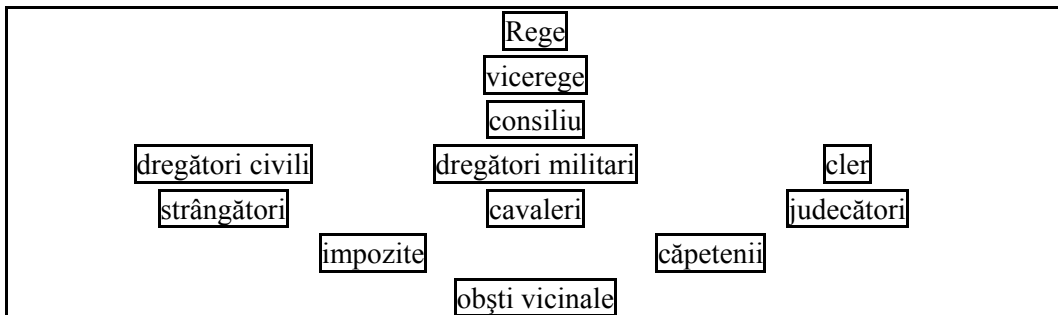 Rege
vicerege
consiliu
dregători civili dregători militari cler
strângători cavaleri judecători
impozite căpetenii
obşti vicinale